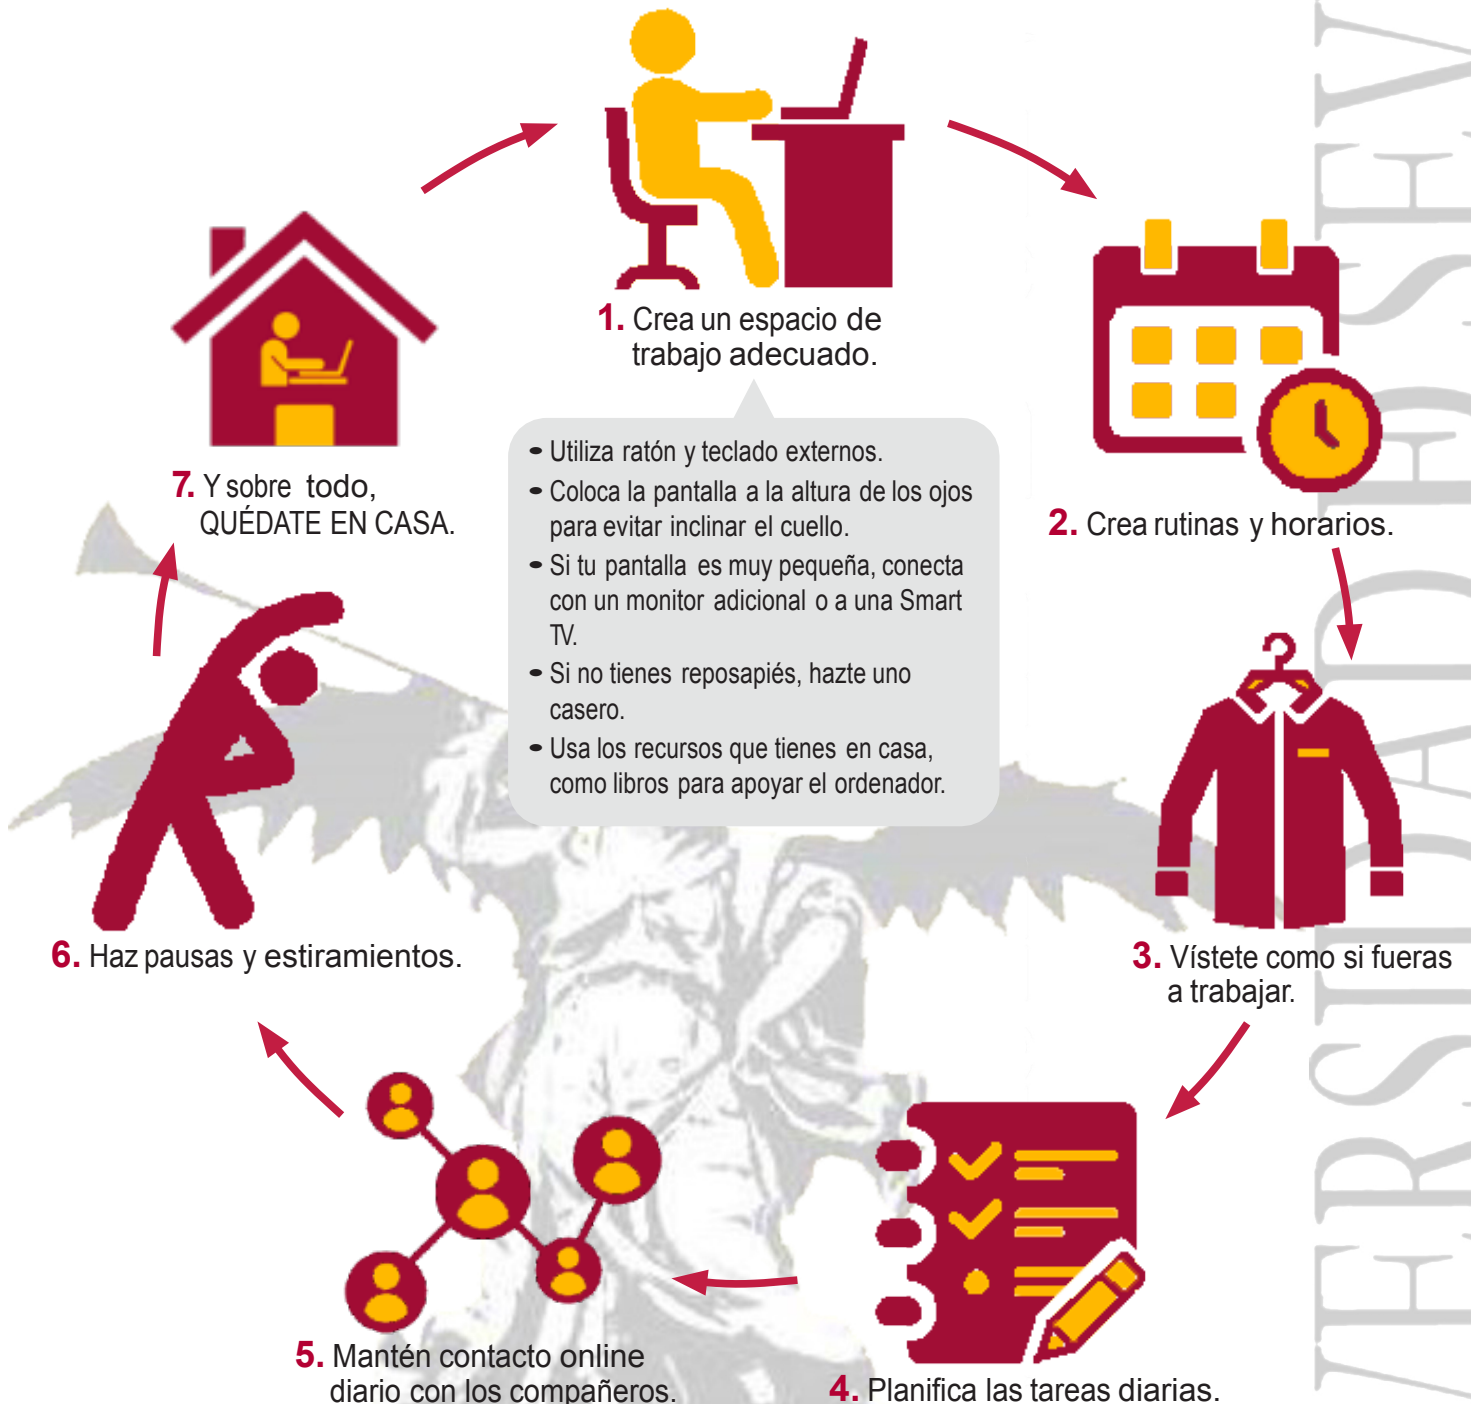 1. Crea un espacio de
trabajo adecuado.
• Utiliza ratón y teclado externos.
• Coloca la pantalla a la altura de los ojos
para evitar inclinar el cuello.
• Si tu pantalla es muy pequeña, conecta
con un monitor adicional o a una Smart
TV.
• Si no tienes reposapiés, hazte uno
casero.
• Usa los recursos que tienes en casa,
como libros para apoyar el ordenador.
2. Crea rutinas y horarios.
3. Vístete como si fueras
a trabajar.
4. Planifica las tareas diarias.
5. Mantén contacto online
diario con los compañeros.
6. Haz pausas y estiramientos.
7. Y sobre todo,
QUÉDATE EN CASA.
VERSIDAD D SEV